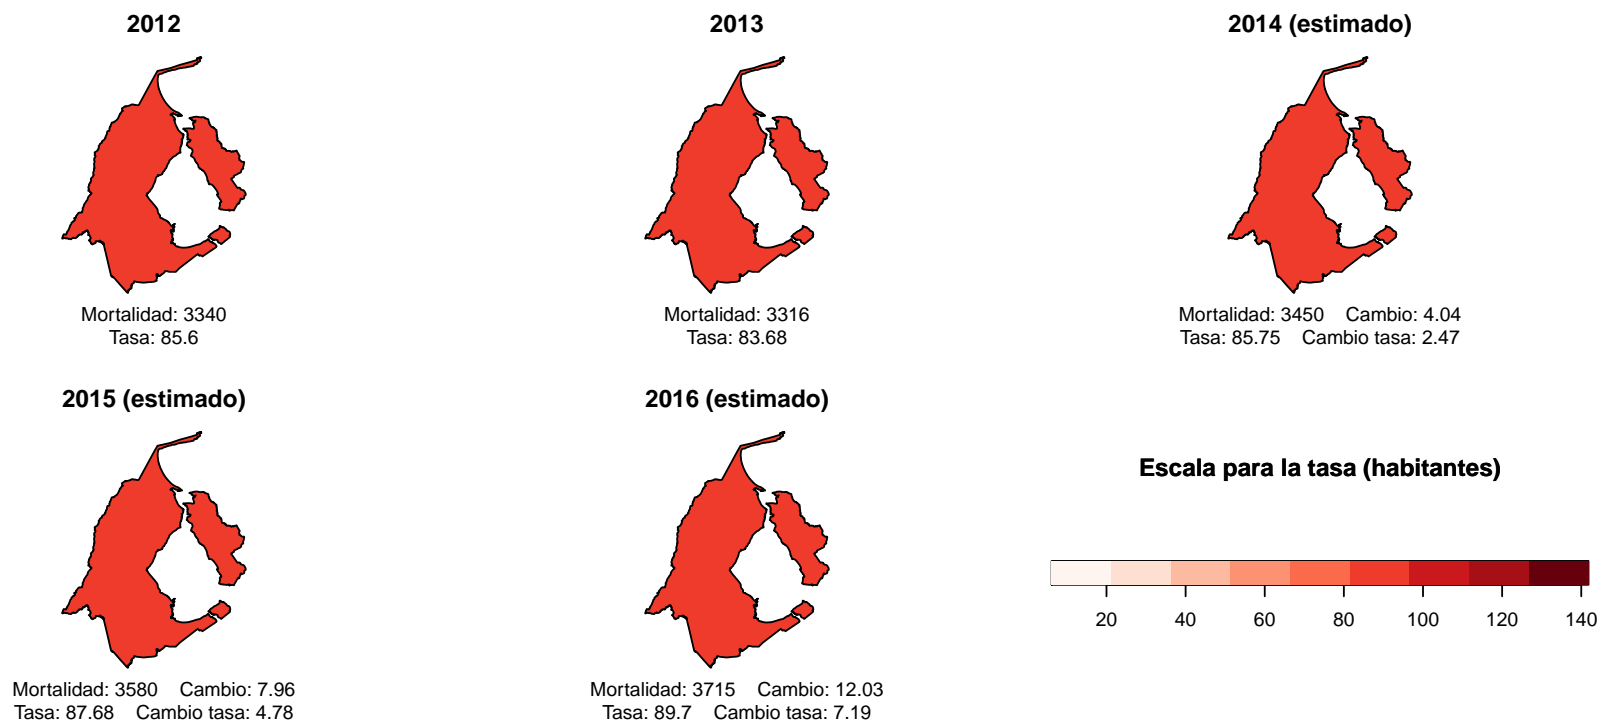 2012
Mortalidad: 3340
Tasa: 85.6
2013
Mortalidad: 3316
Tasa: 83.68
2014 (estimado)
Mortalidad: 3450 Cambio: 4.04
Tasa: 85.75 Cambio tasa: 2.47
2015 (estimado)
Mortalidad: 3580 Cambio: 7.96
Tasa: 87.68 Cambio tasa: 4.78
2016 (estimado)
Mortalidad: 3715 Cambio: 12.03
Tasa: 89.7 Cambio tasa: 7.19
Escala para la tasa (habitantes)
20 40 60 80 100 120 140